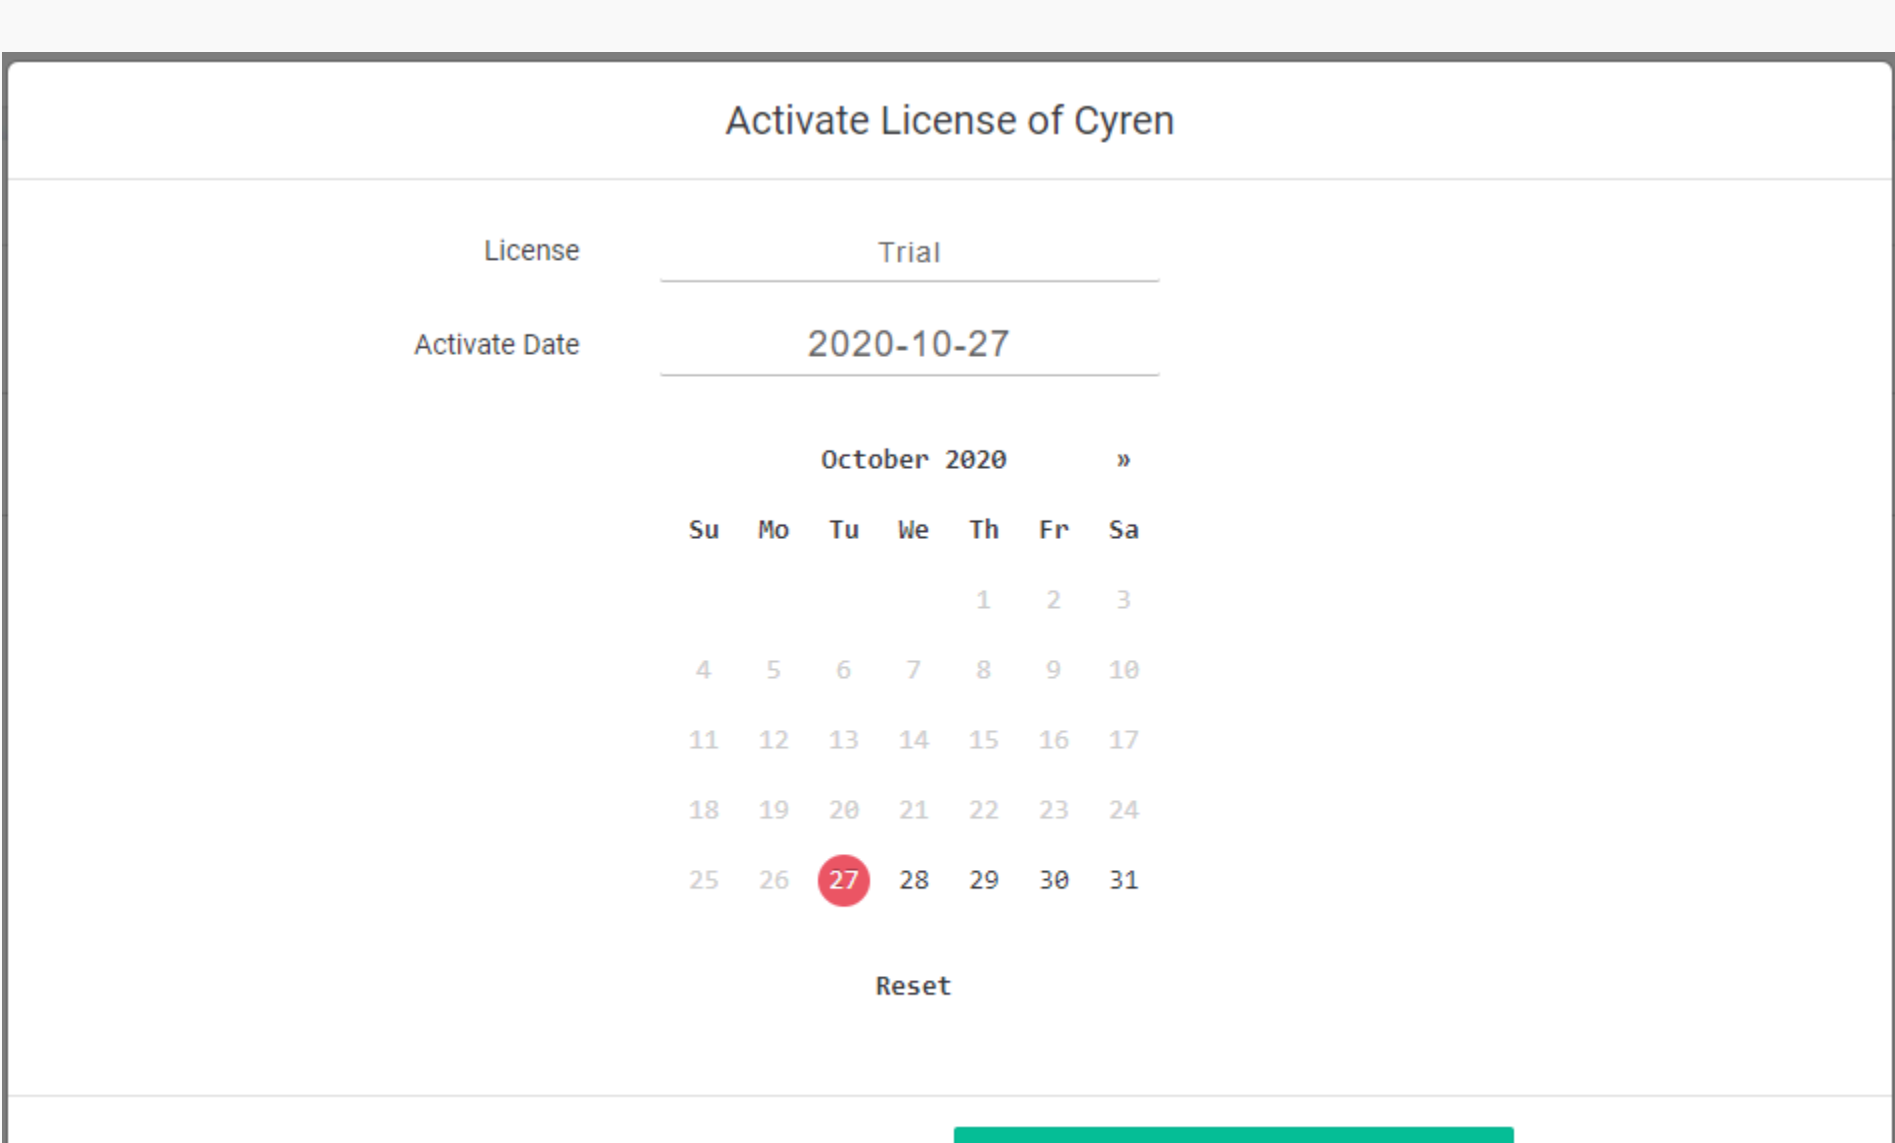 Activate License of Cyren
License Trial
Activate Date 2020-10-27
October 2020 »
Su Mo Tu We Th Fr Sa
1 2 3
4 5 6 7 8 9 10
11 12 13 14 15 16 17
18 19 20 21 22 23 24
25 26 27 28 29 30 31
Reset